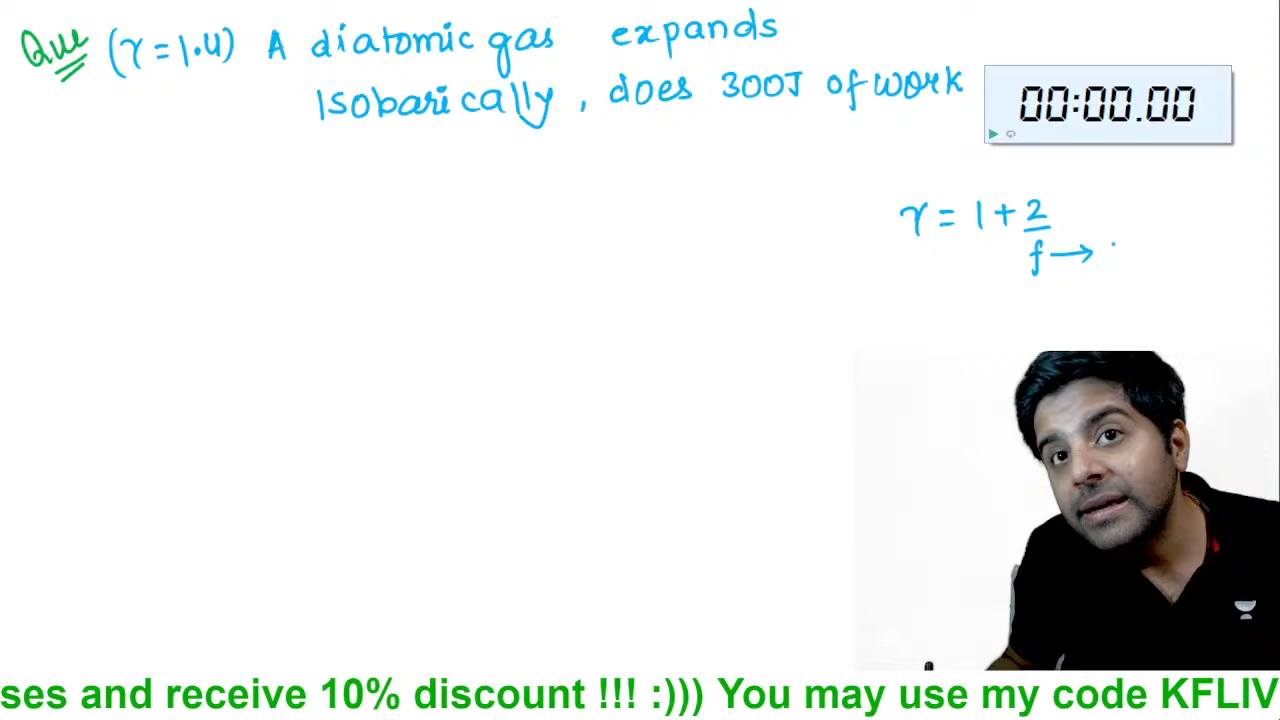 Que (γ = 1.4) A diatomic gas expands
Isobarically, does 300J of work
00:00.00
γ = 1 + 2
f →
ses and receive 10% discount !!! :))) You may use my code KFLIV